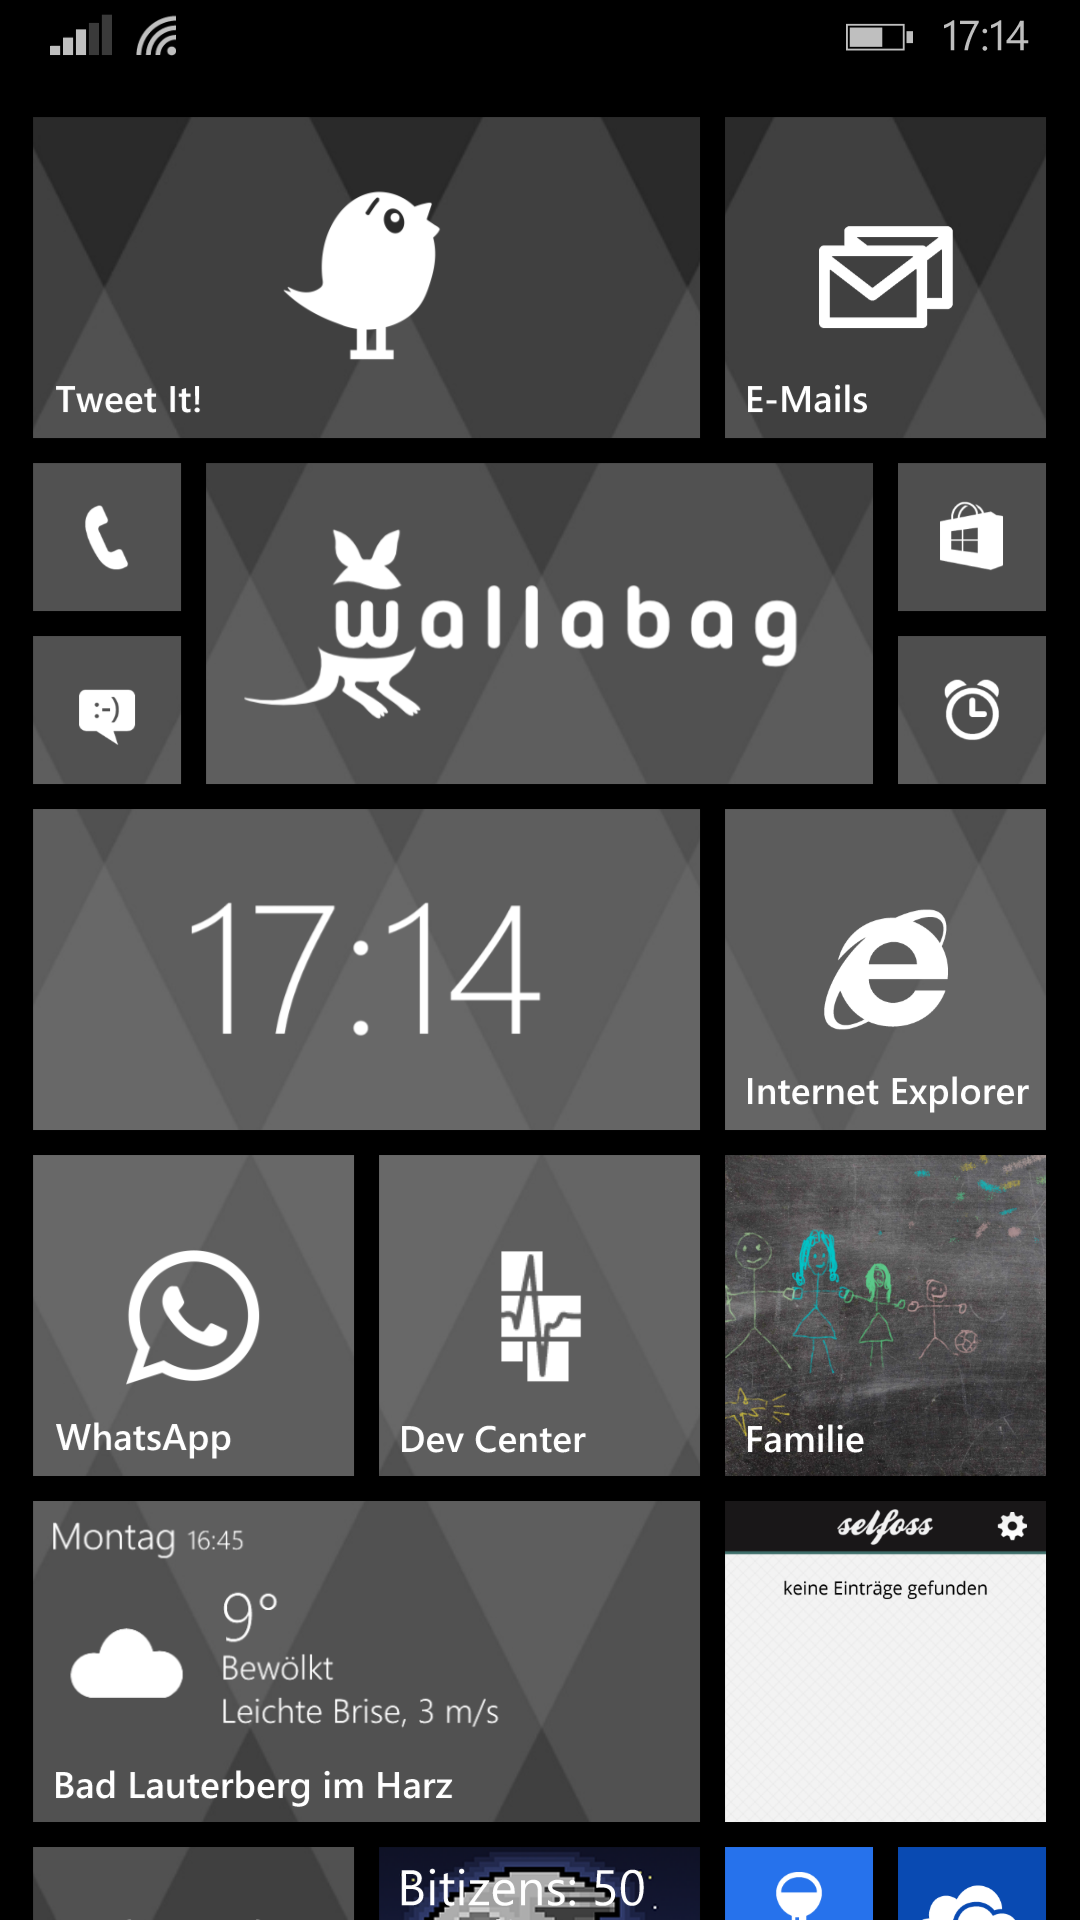 17:14
Tweet It!
E-Mails
wallabag
:-)
17:14
Internet Explorer
WhatsApp
Dev Center
Familie
Montag 16:45
9°
Bewölkt
Leichte Brise, 3 m/s
Bad Lauterberg im Harz
selfoss
keine Einträge gefunden
Bitizens: 50